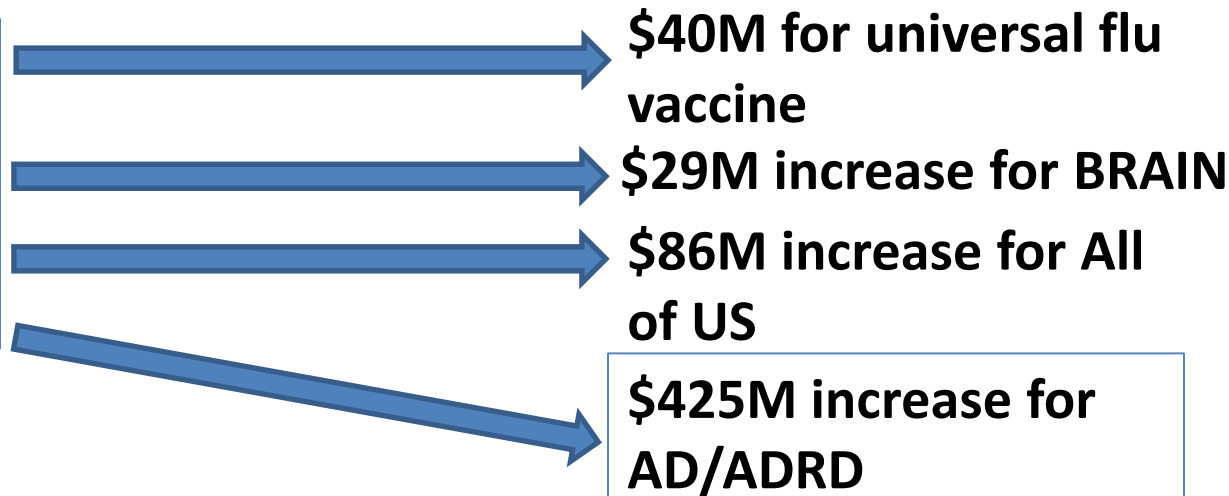 $40M for universal flu
vaccine
$29M increase for BRAIN
$86M increase for All
of US
$425M increase for
AD/ADRD